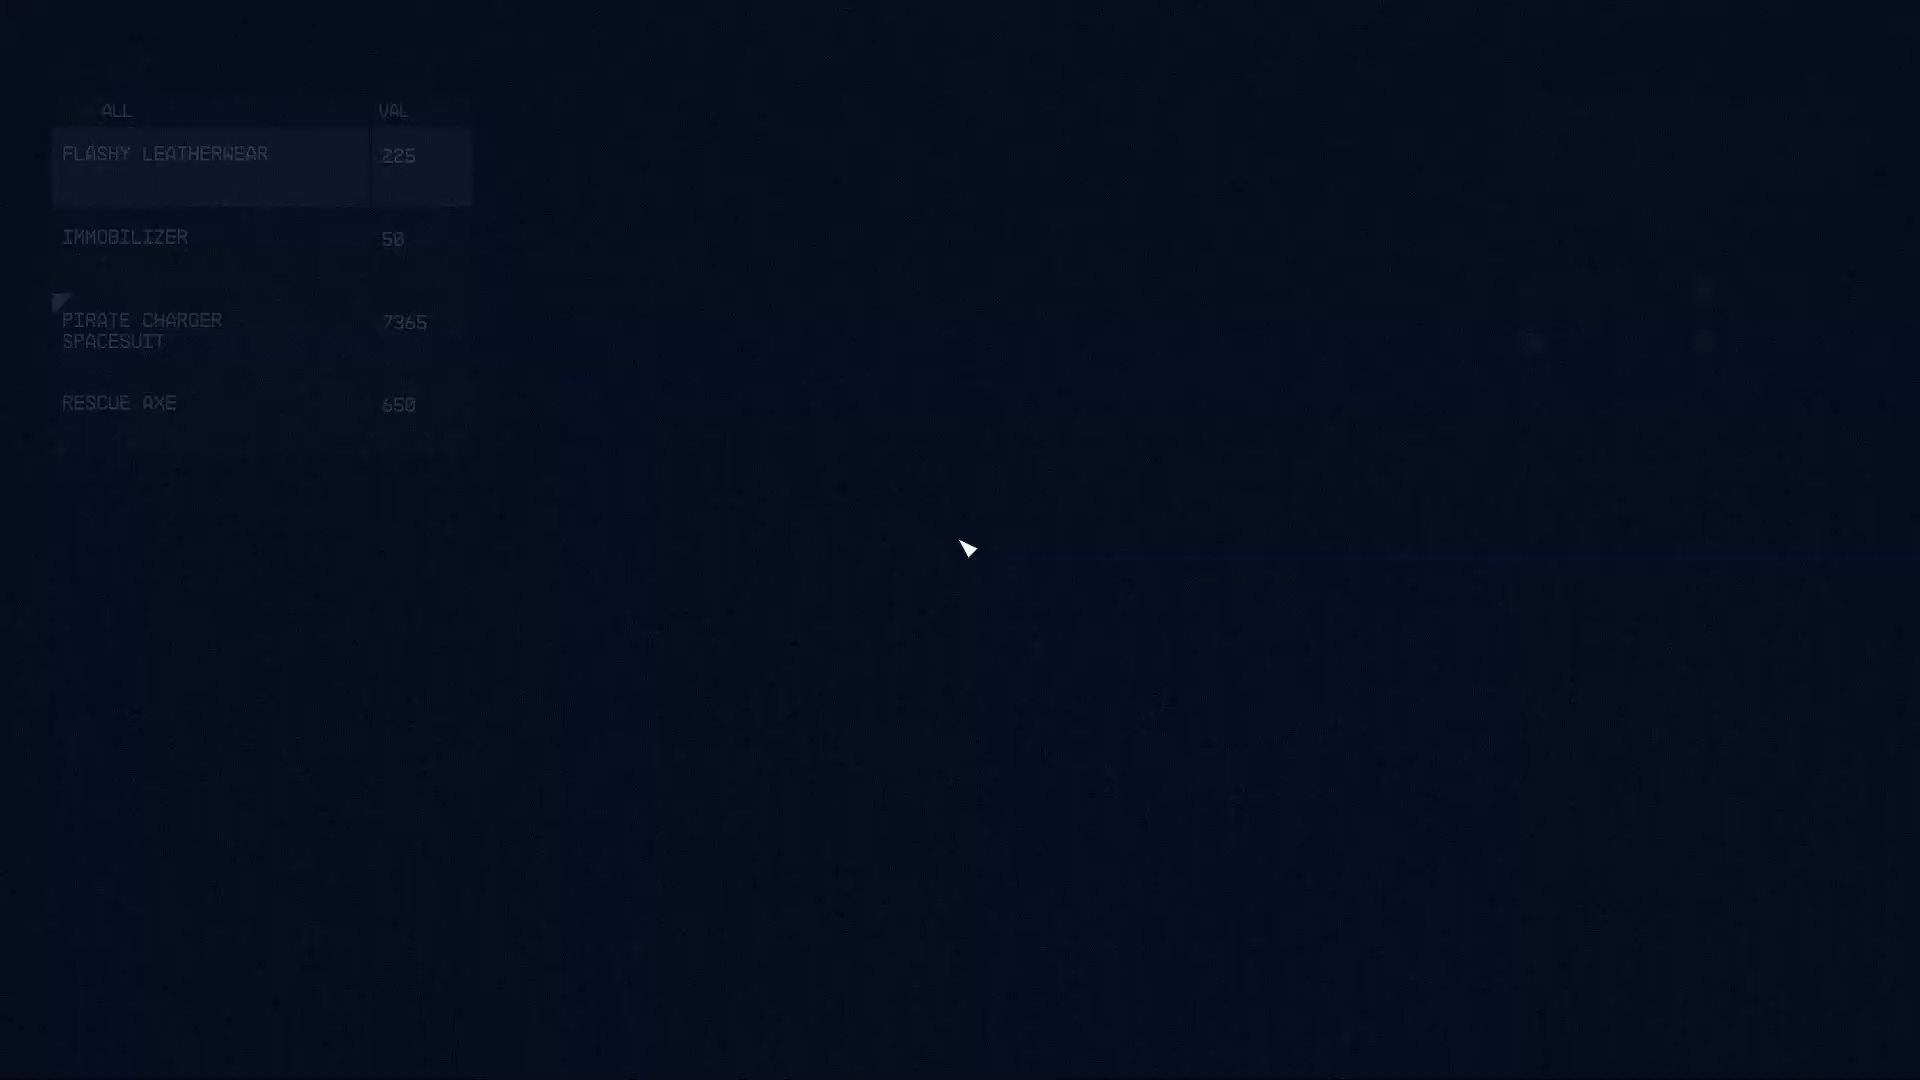 ALL VAL
FLASHY LEATHERWEAR 225
IMMOBILIZER 50
PIRATE CHARGER 7365
SPACESUIT
RESCUE AXE 650